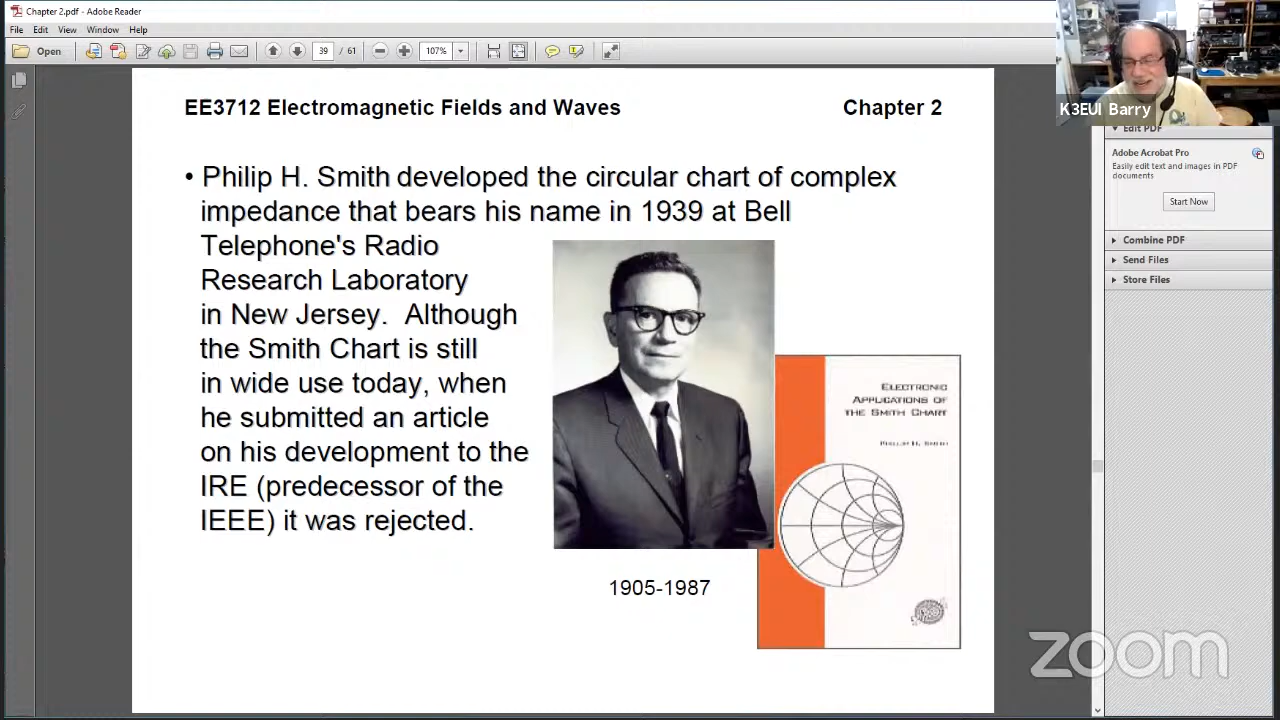 Chapter 2.pdf - Adobe Reader
File Edit View Window Help
Open 39 / 61 107%
K3EUI Barry
EE3712 Electromagnetic Fields and Waves Chapter 2
• Philip H. Smith developed the circular chart of complex
impedance that bears his name in 1939 at Bell
Telephone's Radio
Research Laboratory
in New Jersey. Although
the Smith Chart is still
in wide use today, when
he submitted an article
on his development to the
IRE (predecessor of the
IEEE) it was rejected.
1905-1987
ELECTRONIC
APPLICATIONS OF
THE SMITH CHART
PHILLIP H. SMITH
Edit PDF
Adobe Acrobat Pro
Easily edit text and images in PDF
documents
Start Now
Combine PDF
Send Files
Store Files
zoom